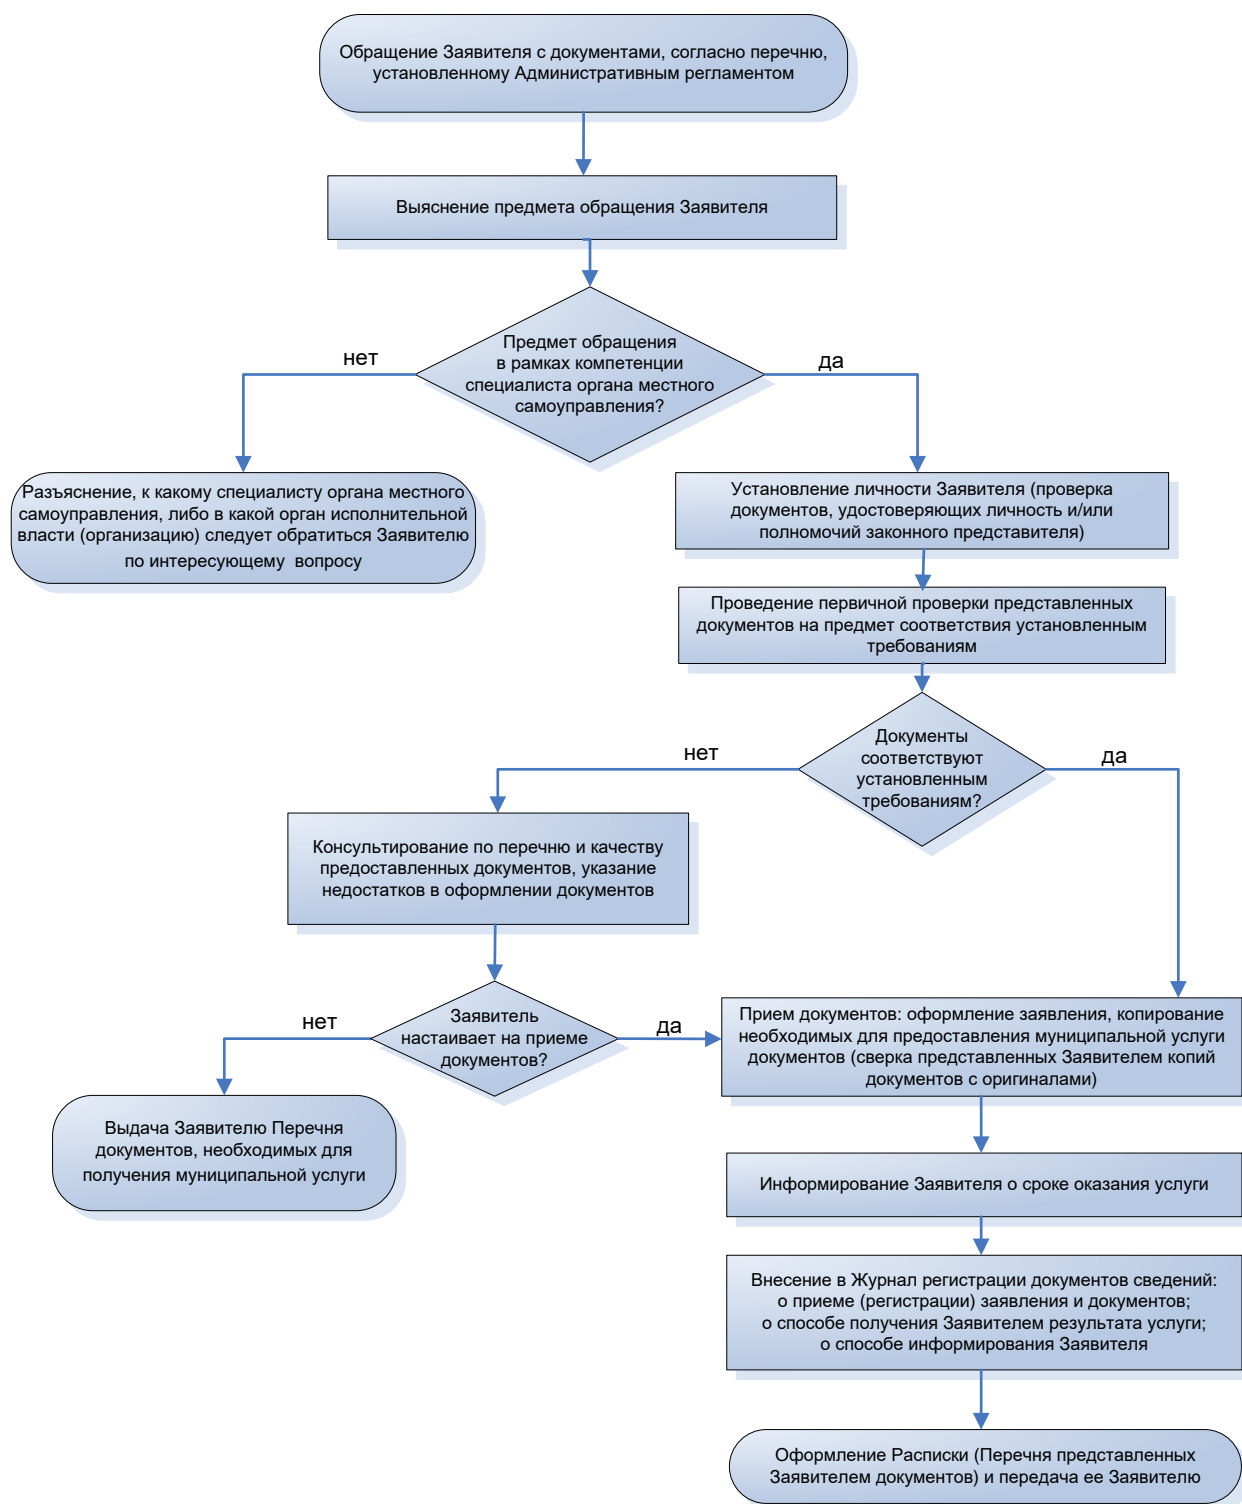 Обращение Заявителя с документами, согласно перечню,
установленному Административным регламентом
Выяснение предмета обращения Заявителя
Предмет обращения
в рамках компетенции
специалиста органа местного
самоуправления?
нет
да
Разъяснение, к какому специалисту органа местного
самоуправления, либо в какой орган исполнительной
власти (организацию) следует обратиться Заявителю
по интересующему вопросу
Установление личности Заявителя (проверка
документов, удостоверяющих личность и/или
полномочий законного представителя)
Проведение первичной проверки представленных
документов на предмет соответствия установленным
требованиям
Документы
соответствуют
установленным
требованиям?
нет
да
Консультирование по перечню и качеству
предоставленных документов, указание
недостатков в оформлении документов
Заявитель
настаивает на приеме
документов?
нет
да
Выдача Заявителю Перечня
документов, необходимых для
получения муниципальной услуги
Прием документов: оформление заявления, копирование
необходимых для предоставления муниципальной услуги
документов (сверка представленных Заявителем копий
документов с оригиналами)
Информирование Заявителя о сроке оказания услуги
Внесение в Журнал регистрации документов сведений:
о приеме (регистрации) заявления и документов;
о способе получения Заявителем результата услуги;
о способе информирования Заявителя
Оформление Расписки (Перечня представленных
Заявителем документов) и передача ее Заявителю